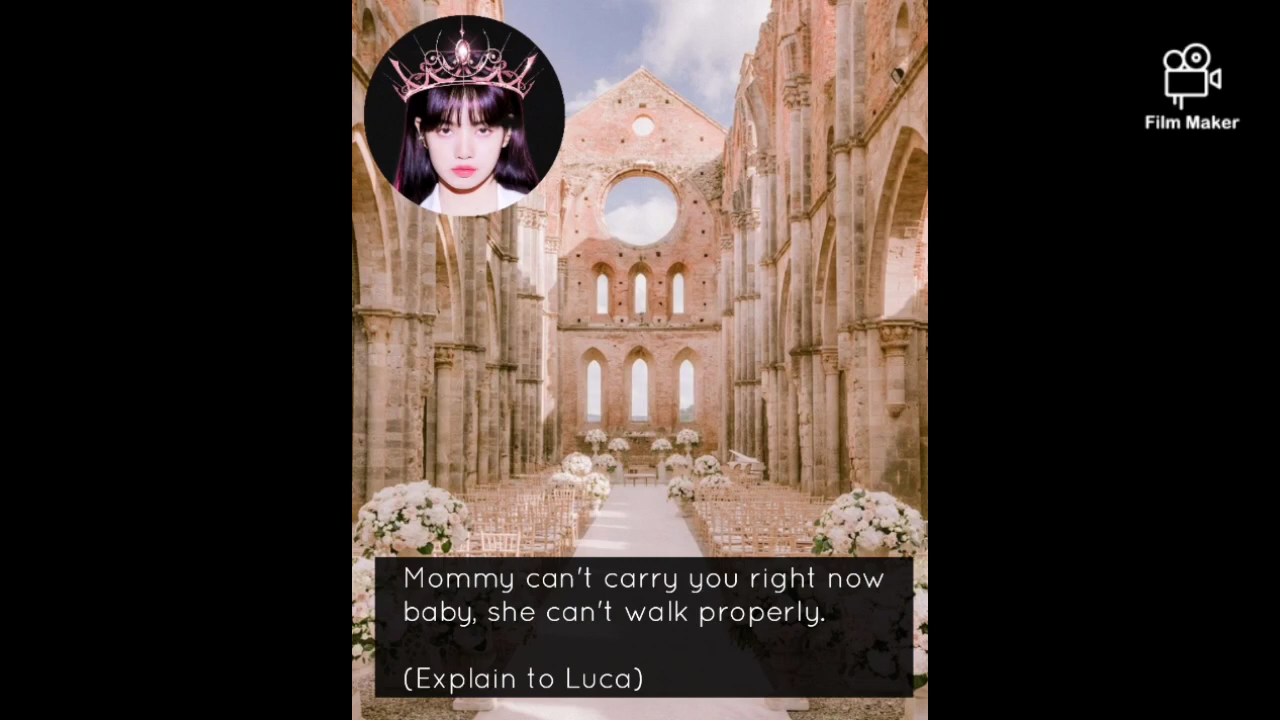 Film Maker
Mommy can't carry you right now
baby, she can't walk properly.
(Explain to Luca)